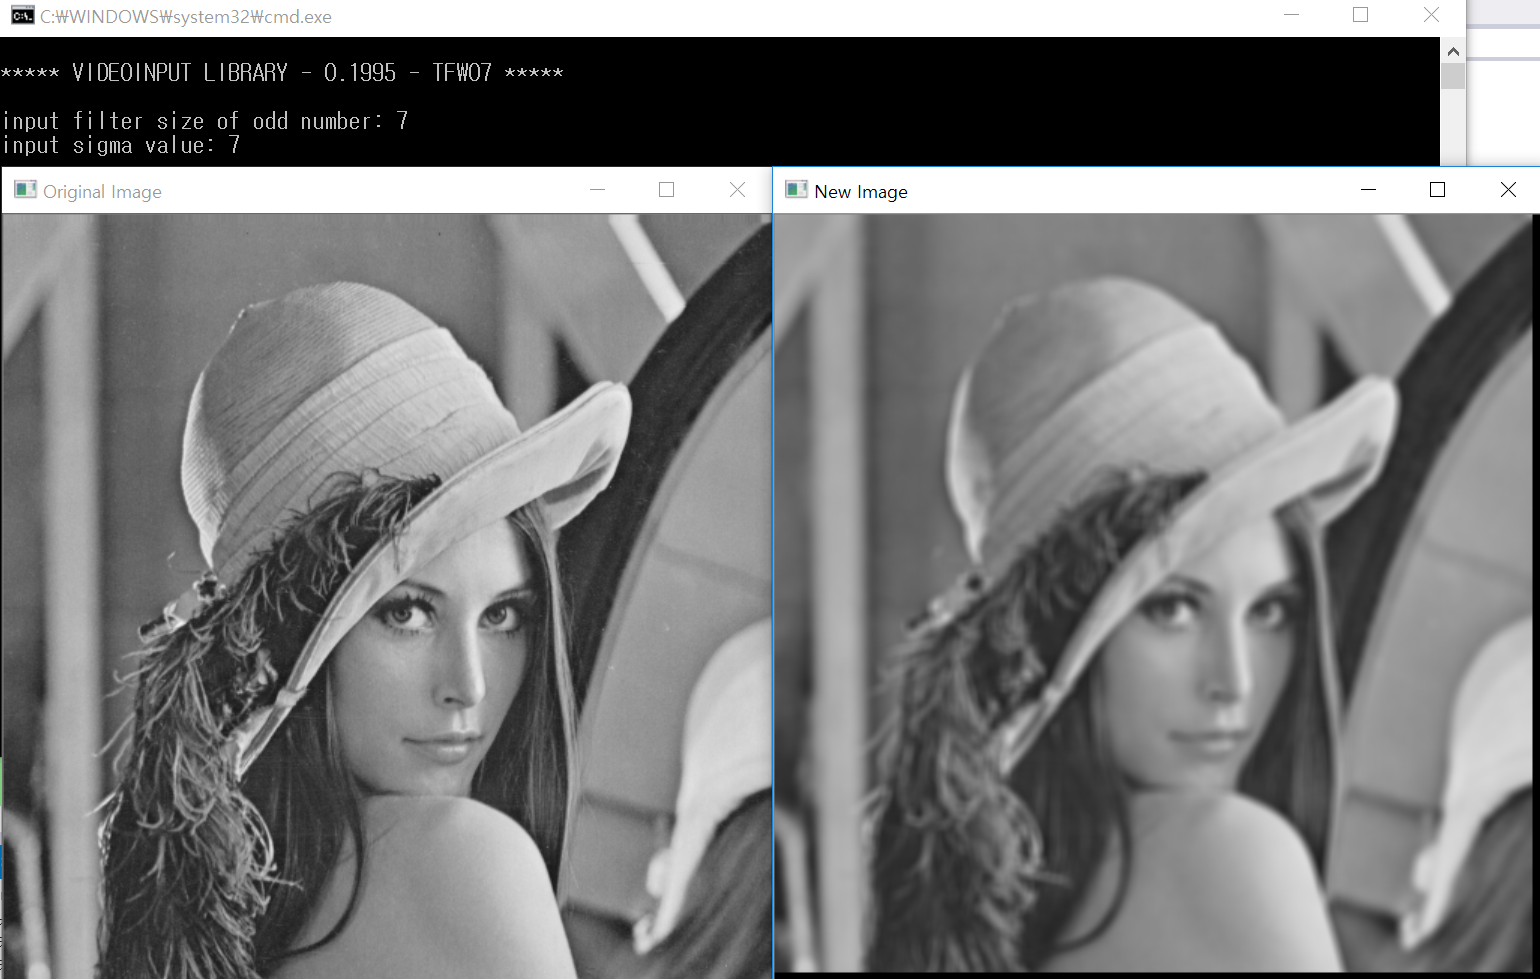 C:₩WINDOWS₩system32₩cmd.exe
***** VIDEOINPUT LIBRARY - 0.1995 - TFW07 *****
input filter size of odd number: 7
input sigma value: 7
Original Image
New Image